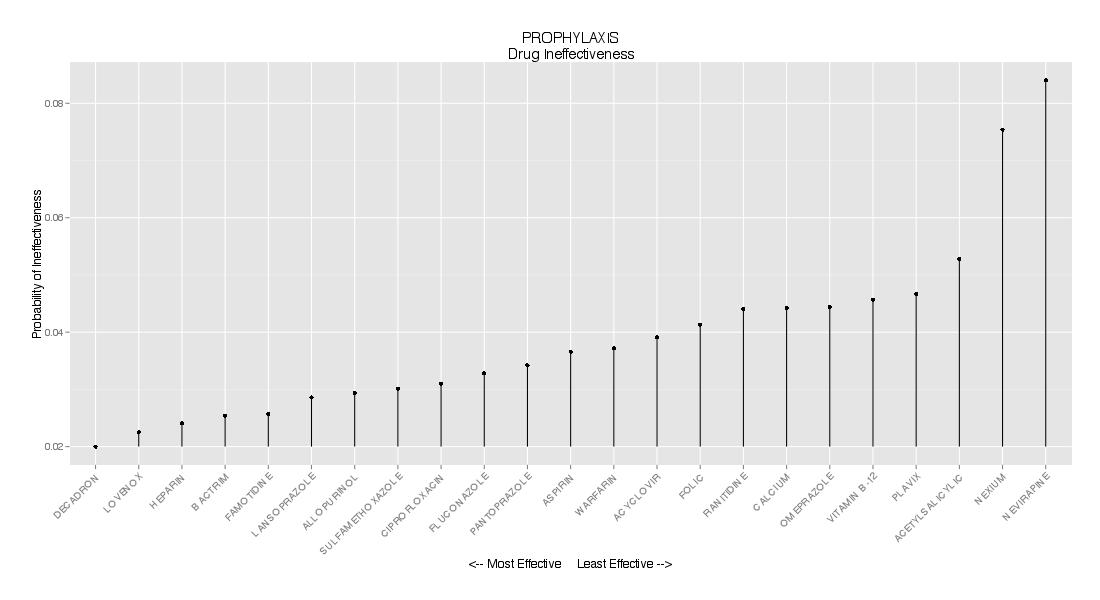 PROPHYLAXIS
Drug Ineffectiveness
Probability of Ineffectiveness
0.08
0.06
0.04
0.02
DECADRON
LOVENOX
HEPARIN
BACTRIM
FAMOTIDINE
LANSOPRAZOLE
ALLOPURINOL
SULFAMETHOXAZOLE
CIPROFLOXACIN
FLUCONAZOLE
PANTOPRAZOLE
ASPIRIN
WARFARIN
ACYCLOVIR
FOLIC
RANITIDINE
CALCIUM
OMEPRAZOLE
VITAMIN B-12
PLAVIX
ACETYLSALICYLIC
NEXIUM
NEVIRAPINE
<-- Most Effective Least Effective -->